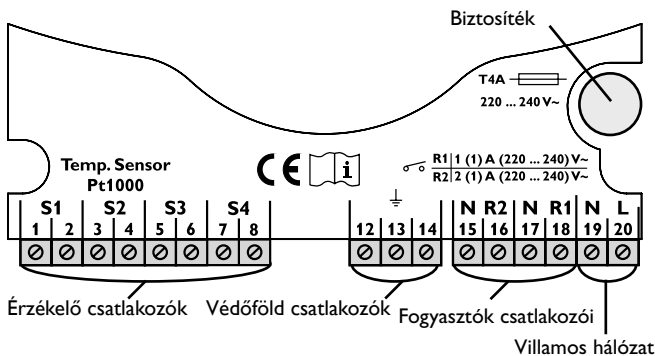 Biztosíték
T4A
220 ... 240 V~
Temp. Sensor
Pt1000
CE i
R1 1 (1) A (220 ... 240) V~
R2 2 (1) A (220 ... 240) V~
S1 S2 S3 S4 N R2 N R1 N L
1 2 3 4 5 6 7 8 12 13 14 15 16 17 18 19 20
Érzékelő csatlakozók Védőföld csatlakozók Fogyasztók csatlakozói
Villamos hálózat